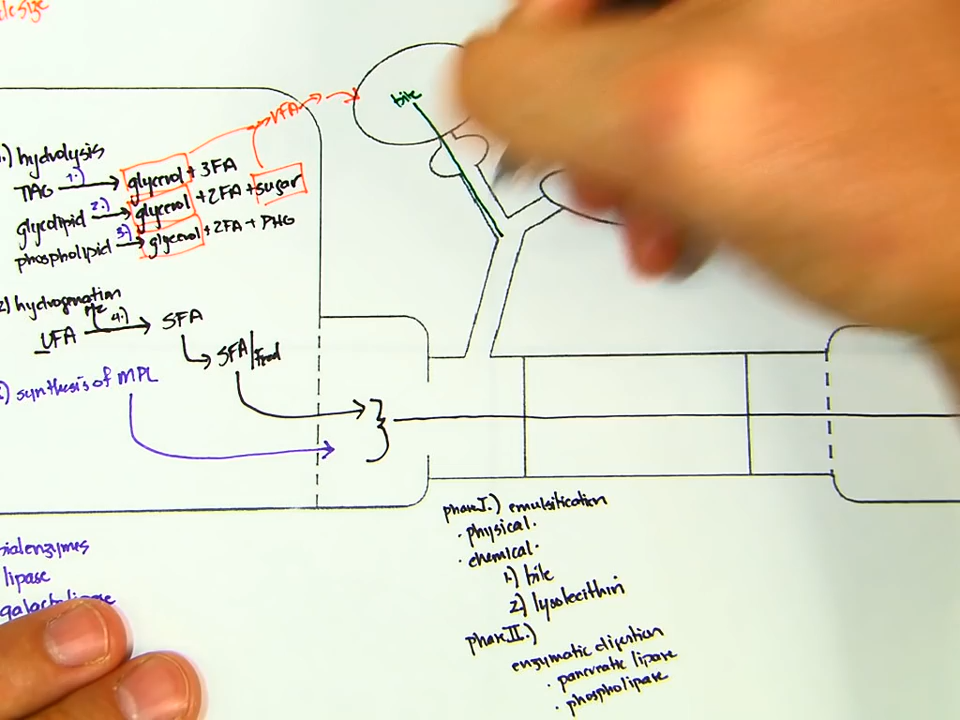 hydrolysis
TAG 1.) glycerol + 3FA
glycolipid 2.) glycerol + 2FA + sugar
phospholipid 3.) glycerol + 2FA + PHG
VFA
bile
2) hydrogenation
UFA 4.) SFA
SFA/Feed
.) synthesis of MPL
lipase
phase I.) emulsification
· physical.
· chemical.
1.) bile
2.) lysolecithin
phase II.)
enzymatic digestion
· pancreatic lipase
· phospholipase